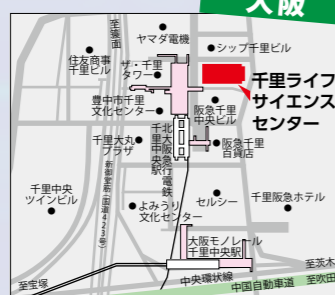 大阪
至箕面
ヤマダ電機
シップ千里ビル
住友商事
千里ビル
ザ・千里
タワー
豊中市千里
文化センター
千里ライフ
サイエンス
センター
阪急千里
中央ビル
千里大丸
プラザ
北大阪急行電鉄
千里中央駅
阪急千里
百貨店
新御堂筋(国道423号)
千里中央
ツインビル
よみうり
文化センター
セルシー
千里阪急ホテル
大阪モノレール
千里中央駅
至宝塚
中央環状線
中国自動車道
至茨木
至吹田